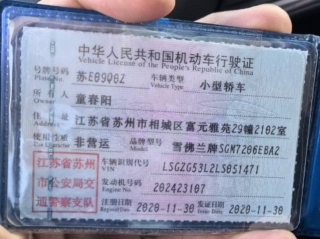 中华人民共和国机动车行驶证
Vehicle License of the People's Republic of China
号牌号码 苏E09Q8Z 车辆类型 小型轿车
Vehicle Type
所有人 童春阳
住址 江苏省苏州市相城区富元雅苑29幢2102室
使用性质 非营运 品牌型号 雪佛兰牌SGM7206EBA2
江苏省苏州 车辆识别代号 LSGZG53L2LS051471
VIN
市公安局交 发动机号码 202423107
Engine No.
通警察支队 注册日期 2020-11-30 发证日期 2020-11-30